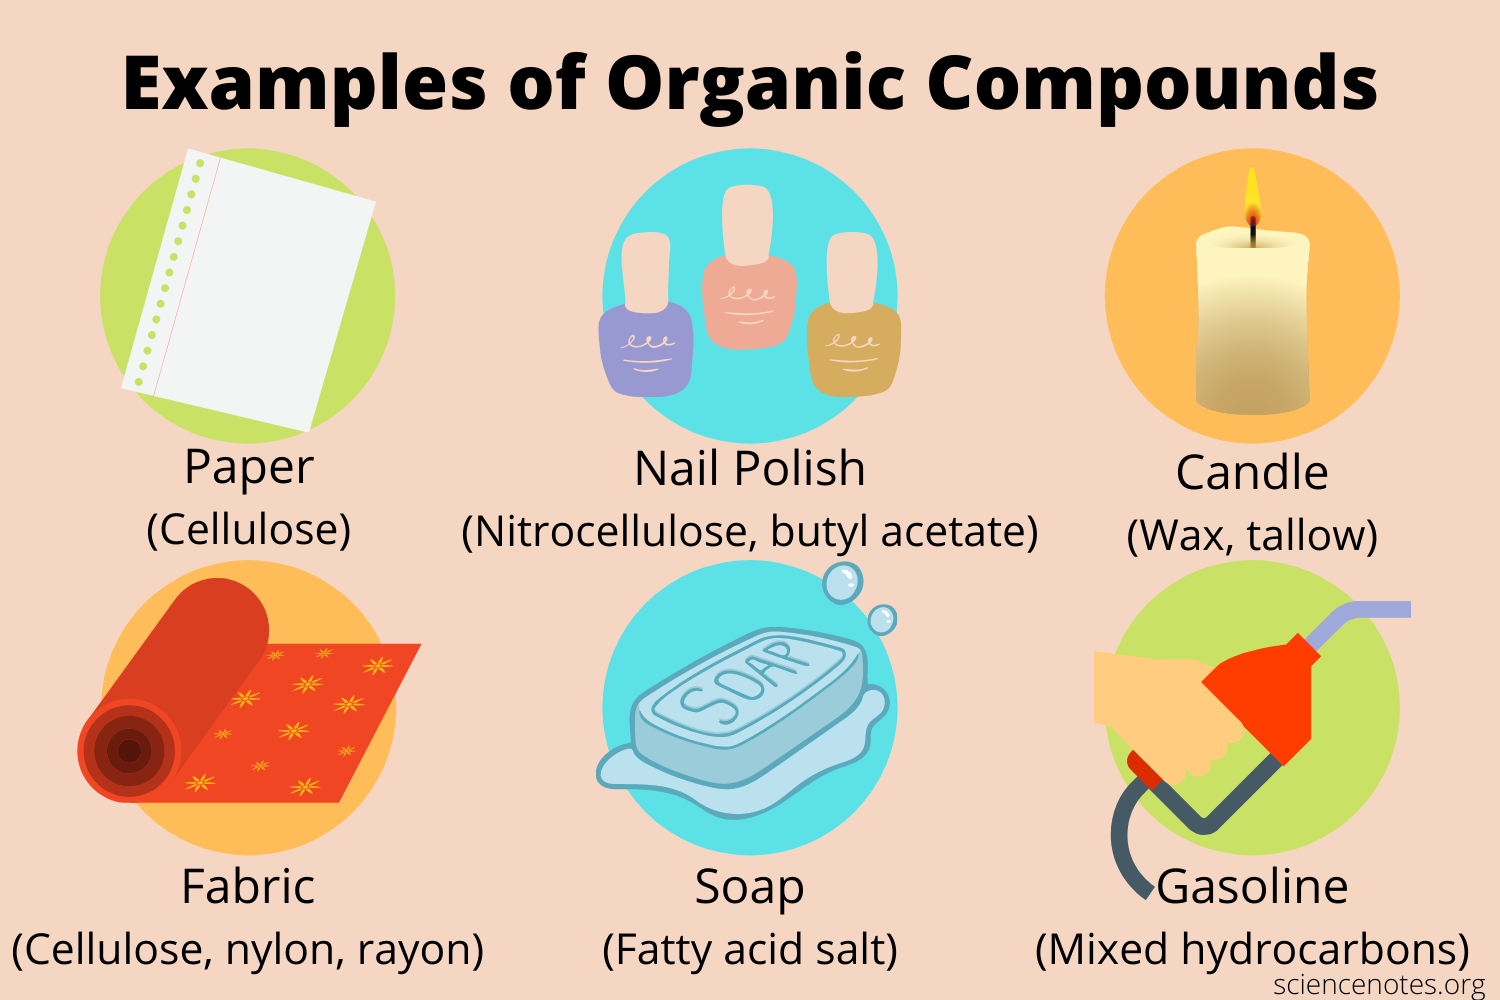 Examples of Organic Compounds
Paper
(Cellulose)
Nail Polish
(Nitrocellulose, butyl acetate)
Candle
(Wax, tallow)
SOAP
Fabric
(Cellulose, nylon, rayon)
Soap
(Fatty acid salt)
Gasoline
(Mixed hydrocarbons)
sciencenotes.org